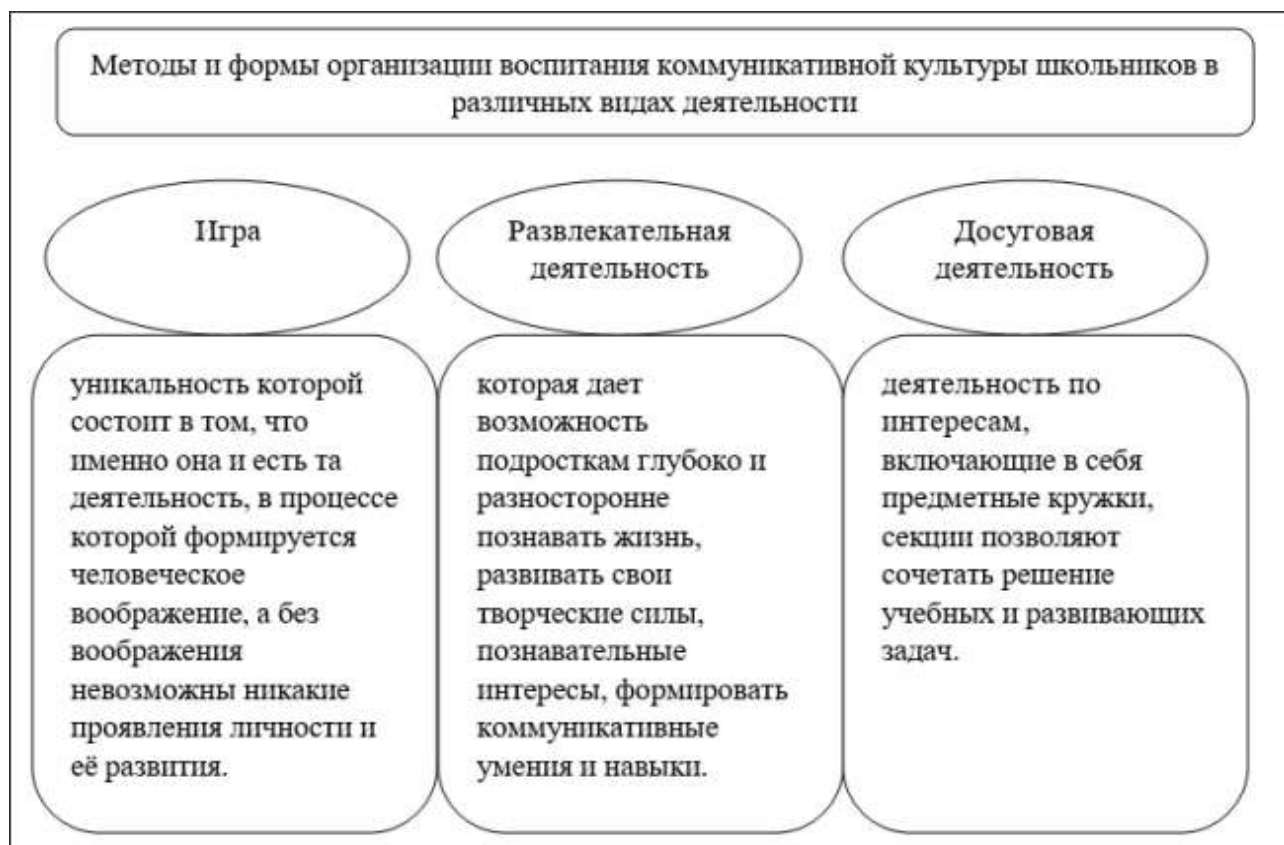 Методы и формы организации воспитания коммуникативной культуры школьников в
различных видах деятельности
Игра
Развлекательная
деятельность
Досуговая
деятельность
уникальность которой
состоит в том, что
именно она и есть та
деятельность, в процессе
которой формируется
человеческое
воображение, а без
воображения
невозможны никакие
проявления личности и
её развития.
которая дает
возможность
подросткам глубоко и
разносторонне
познавать жизнь,
развивать свои
творческие силы,
познавательные
интересы, формировать
коммуникативные
умения и навыки.
деятельность по
интересам,
включающие в себя
предметные кружки,
секции позволяют
сочетать решение
учебных и развивающих
задач.